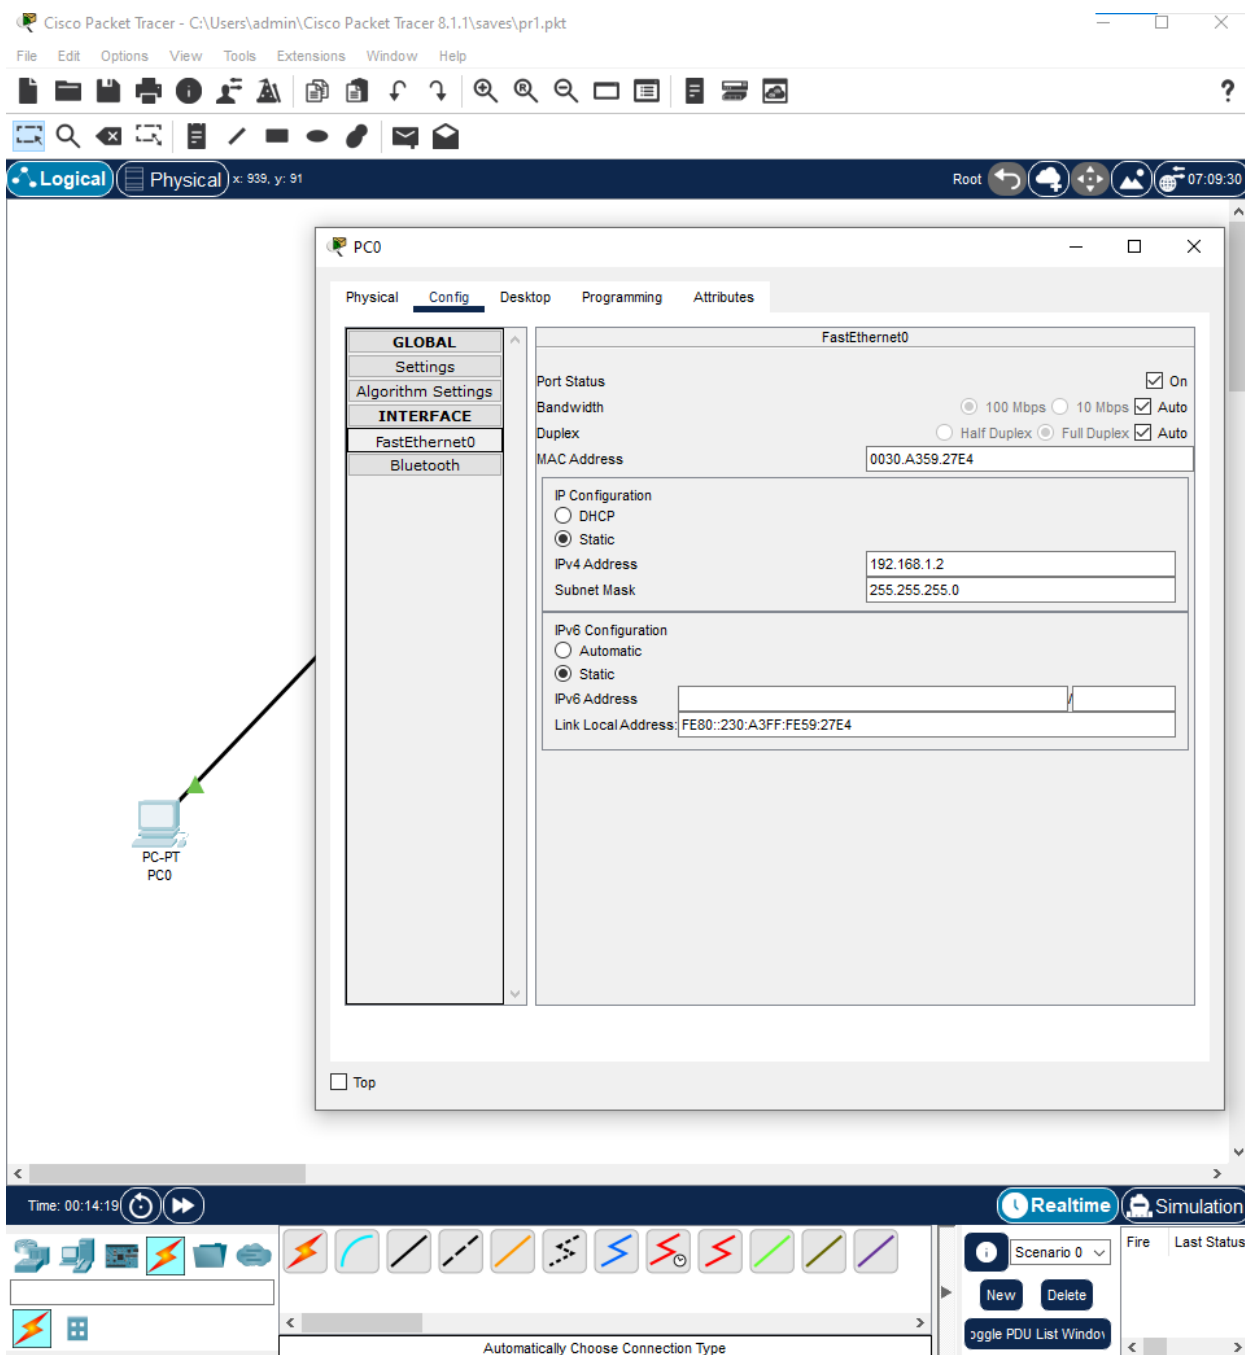 Cisco Packet Tracer - C:\Users\admin\Cisco Packet Tracer 8.1.1\saves\pr1.pkt
File Edit Options View Tools Extensions Window Help
Logical Physical x: 939, y: 91 Root 07:09:30
PC0
Physical Config Desktop Programming Attributes
GLOBAL
Settings
Algorithm Settings
INTERFACE
FastEthernet0
Bluetooth
FastEthernet0
Port Status On
Bandwidth 100 Mbps 10 Mbps Auto
Duplex Half Duplex Full Duplex Auto
MAC Address 0030.A359.27E4
IP Configuration
DHCP
Static
IPv4 Address 192.168.1.2
Subnet Mask 255.255.255.0
IPv6 Configuration
Automatic
Static
IPv6 Address /
Link Local Address: FE80::230:A3FF:FE59:27E4
Top
PC-PT
PC0
Time: 00:14:19 Realtime Simulation
Scenario 0 Fire Last Status
New Delete
oggle PDU List Window
Automatically Choose Connection Type